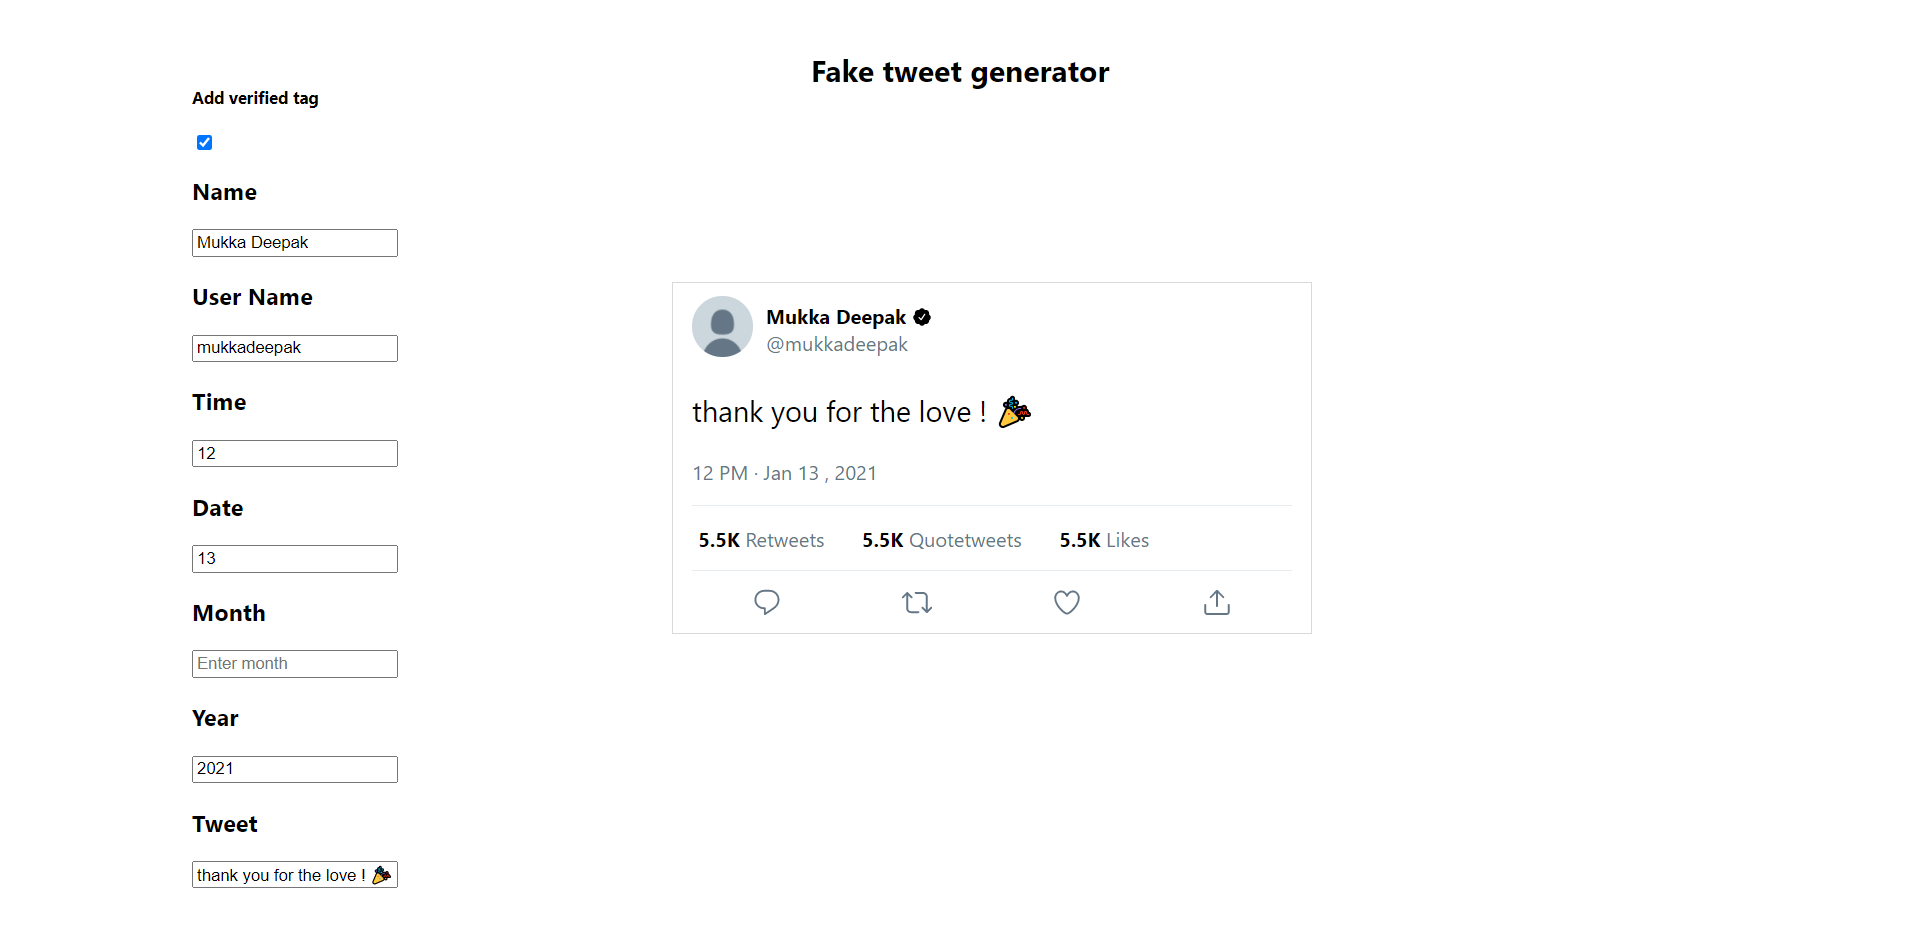 Fake tweet generator
Add verified tag
Name
Mukka Deepak
User Name
mukkadeepak
Time
12
Date
13
Month
Enter month
Year
2021
Tweet
thank you for the love ! 🎉
Mukka Deepak
@mukkadeepak
thank you for the love ! 🎉
12 PM · Jan 13 , 2021
5.5K Retweets 5.5K Quotetweets 5.5K Likes